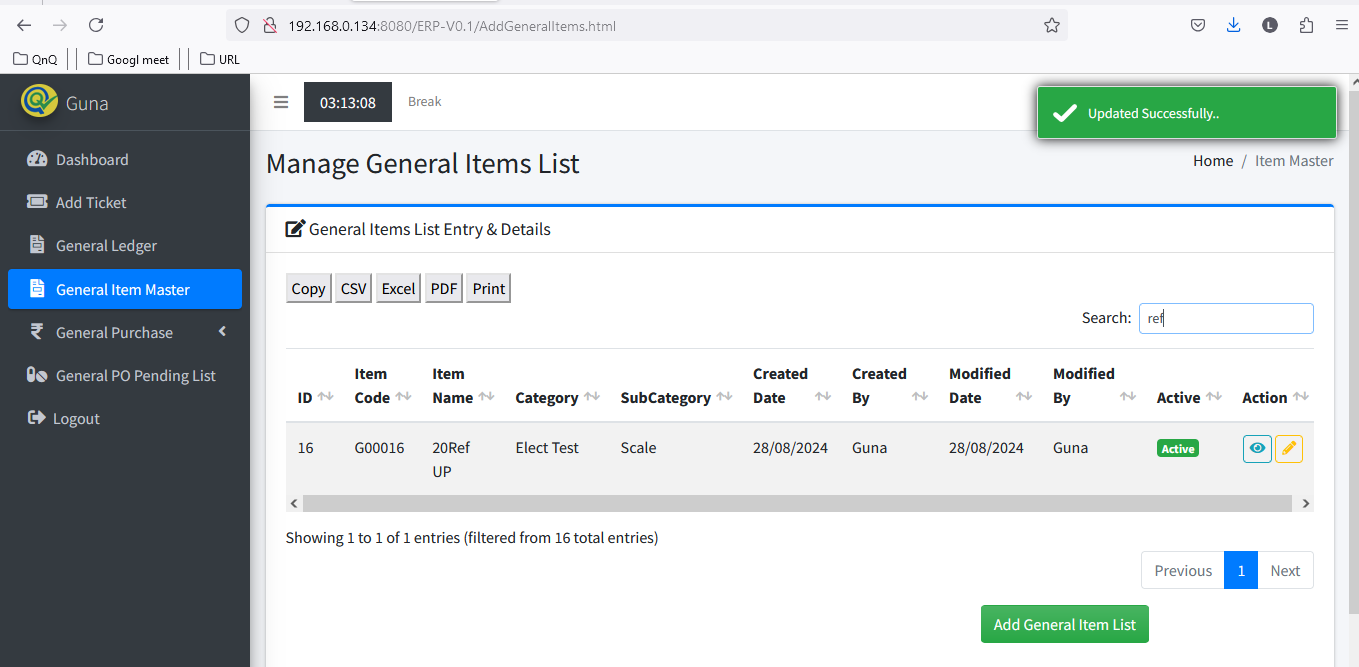 192.168.0.134:8080/ERP-V0.1/AddGeneralItems.html
L
QnQ
Googl meet
URL
Guna
03:13:08
Break
Updated Successfully..
Dashboard
Add Ticket
General Ledger
General Item Master
General Purchase
General PO Pending List
Logout
Manage General Items List
Home / Item Master
General Items List Entry & Details
Copy CSV Excel PDF Print
Search: ref
ID Item Code Item Name Category SubCategory Created Date Created By Modified Date Modified By Active Action
16 G00016 20Ref UP Elect Test Scale 28/08/2024 Guna 28/08/2024 Guna Active
Showing 1 to 1 of 1 entries (filtered from 16 total entries)
Previous 1 Next
Add General Item List